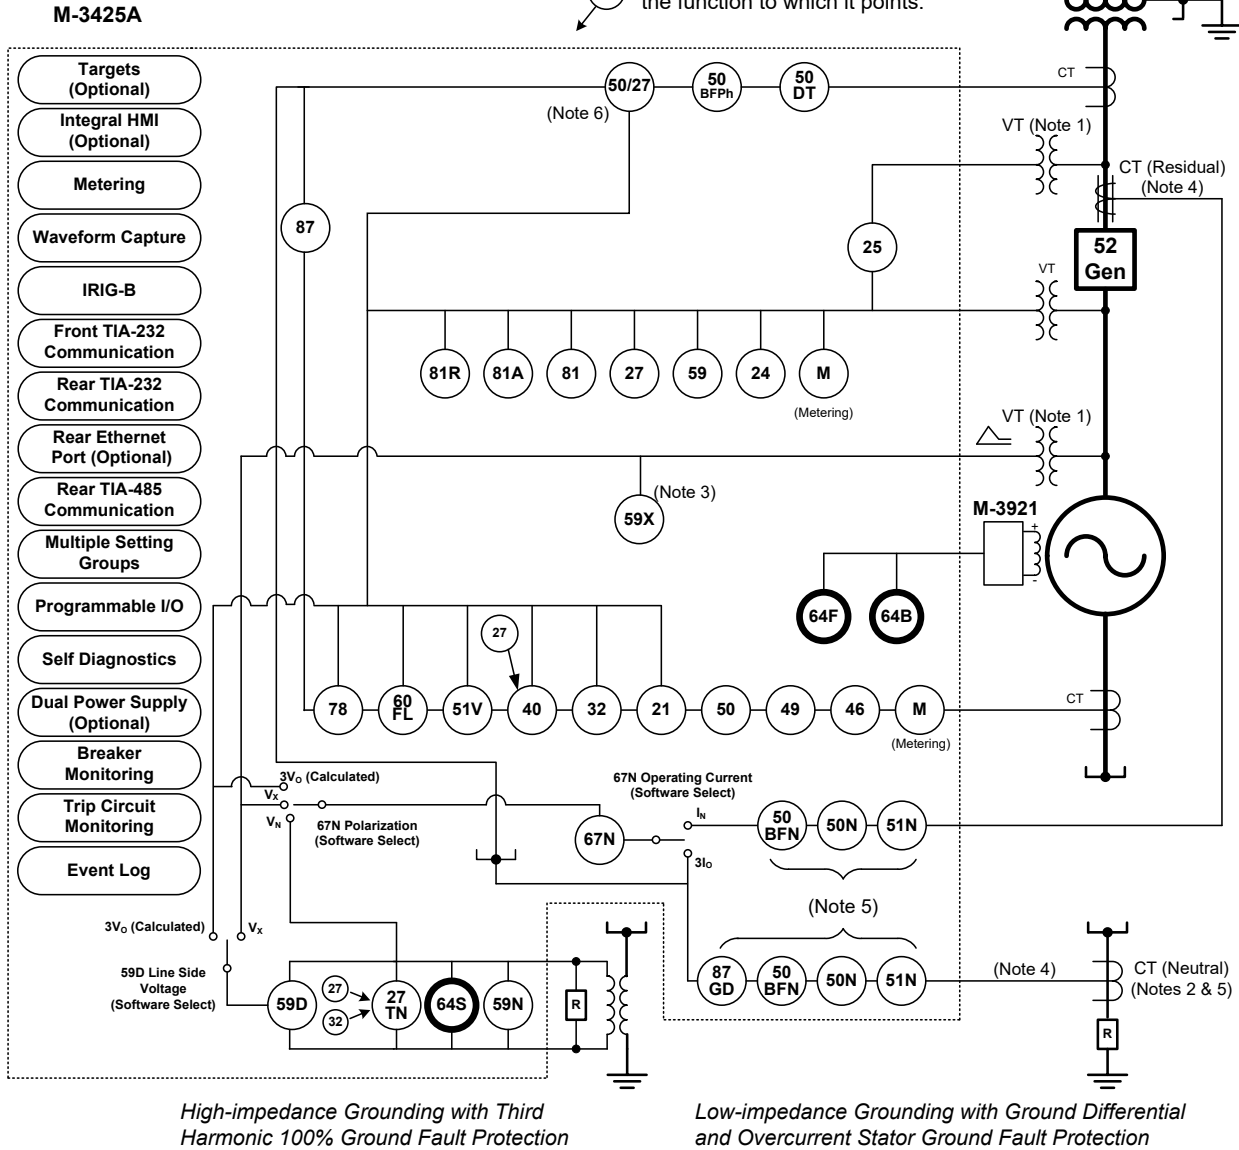 M-3425A
the function to which it points.
Targets
(Optional)
Integral HMI
(Optional)
Metering
Waveform Capture
IRIG-B
Front TIA-232
Communication
Rear TIA-232
Communication
Rear Ethernet
Port (Optional)
Rear TIA-485
Communication
Multiple Setting
Groups
Programmable I/O
Self Diagnostics
Dual Power Supply
(Optional)
Breaker
Monitoring
Trip Circuit
Monitoring
Event Log
50/27
(Note 6)
50
BFPh
50
DT
CT
VT (Note 1)
CT (Residual)
(Note 4)
87
25
52
Gen
VT
81R
81A
81
27
59
24
M
(Metering)
VT (Note 1)
59X
(Note 3)
M-3921
+
-
64F
64B
27
78
60
FL
51V
40
32
21
50
49
46
M
(Metering)
CT
3VO (Calculated)
VX
VN
67N Polarization
(Software Select)
67N Operating Current
(Software Select)
67N
IN
3IO
50
BFN
50N
51N
(Note 5)
87
GD
50
BFN
50N
51N
(Note 4)
CT (Neutral)
(Notes 2 & 5)
R
3VO (Calculated)
VX
59D Line Side
Voltage
(Software Select)
59D
27
32
27
TN
64S
59N
R
High-impedance Grounding with Third
Harmonic 100% Ground Fault Protection
Low-impedance Grounding with Ground Differential
and Overcurrent Stator Ground Fault Protection